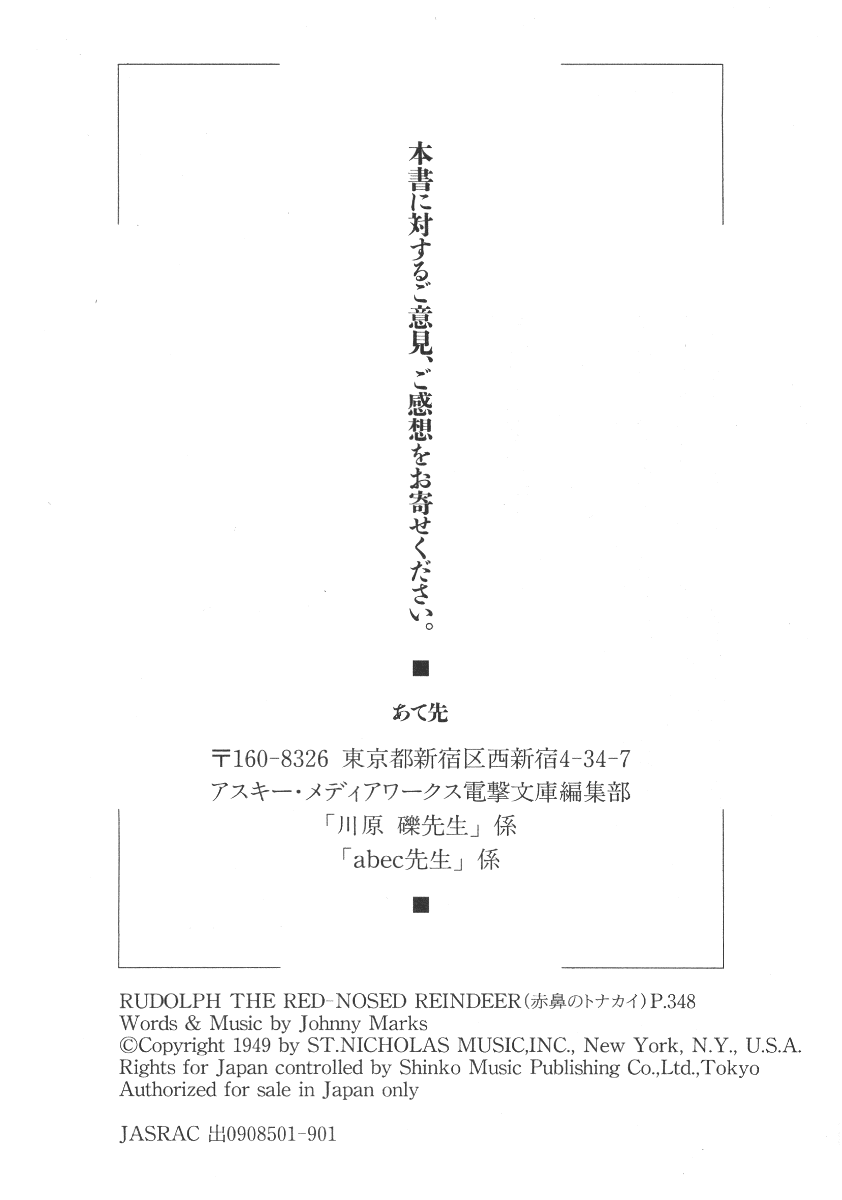 本書に対するご意見、ご感想をお寄せください。
■
あて先
〒160-8326 東京都新宿区西新宿4-34-7
アスキー・メディアワークス電撃文庫編集部
「川原 礫先生」係
「abec先生」係
■
RUDOLPH THE RED-NOSED REINDEER(赤鼻のトナカイ)P.348
Words & Music by Johnny Marks
©Copyright 1949 by ST.NICHOLAS MUSIC,INC., New York, N.Y., U.S.A.
Rights for Japan controlled by Shinko Music Publishing Co.,Ltd.,Tokyo
Authorized for sale in Japan only
JASRAC 出0908501-901